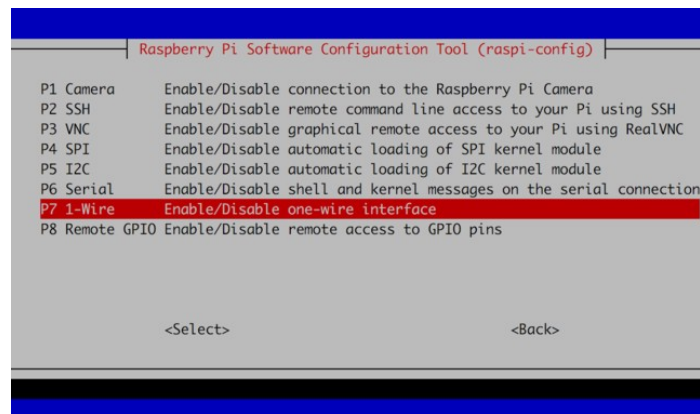 Raspberry Pi Software Configuration Tool (raspi-config)
P1 Camera Enable/Disable connection to the Raspberry Pi Camera
P2 SSH Enable/Disable remote command line access to your Pi using SSH
P3 VNC Enable/Disable graphical remote access to your Pi using RealVNC
P4 SPI Enable/Disable automatic loading of SPI kernel module
P5 I2C Enable/Disable automatic loading of I2C kernel module
P6 Serial Enable/Disable shell and kernel messages on the serial connection
P7 1-Wire Enable/Disable one-wire interface
P8 Remote GPIO Enable/Disable remote access to GPIO pins
<Select> <Back>